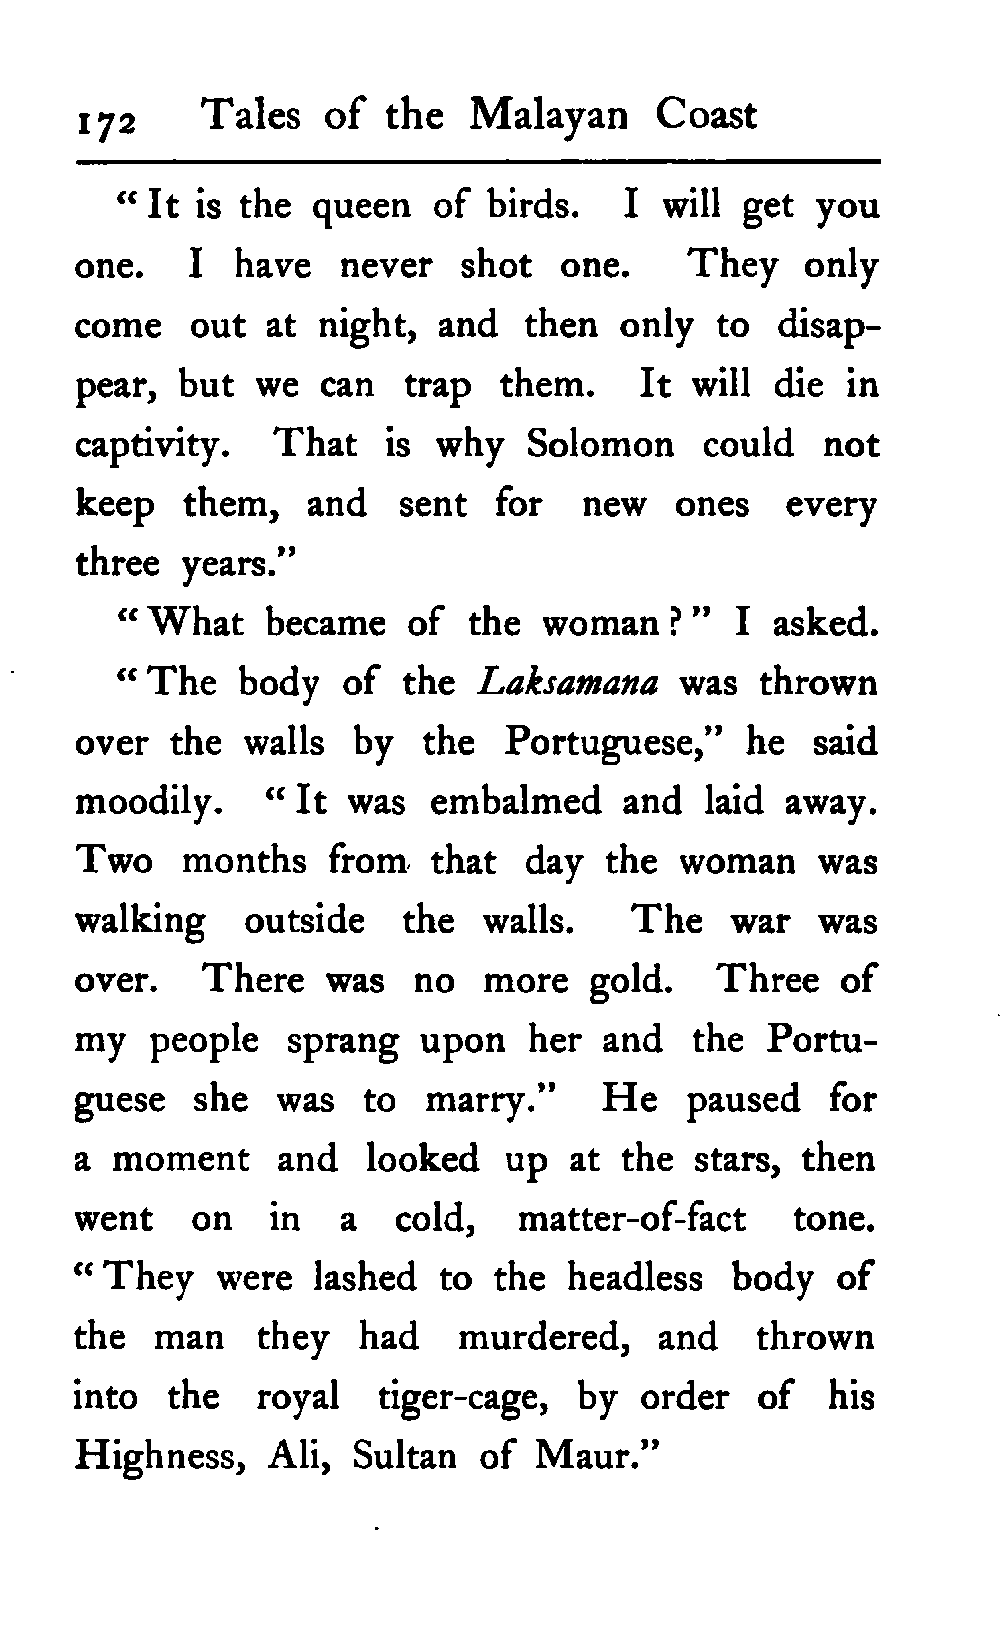 172 Tales of the Malayan Coast
“ It is the queen of birds. I will get you
one. I have never shot one. They only
come out at night, and then only to disap-
pear, but we can trap them. It will die in
captivity. That is why Solomon could not
keep them, and sent for new ones every
three years.”
“ What became of the woman ? ” I asked.
“ The body of the Laksamana was thrown
over the walls by the Portuguese,” he said
moodily. “ It was embalmed and laid away.
Two months from that day the woman was
walking outside the walls. The war was
over. There was no more gold. Three of
my people sprang upon her and the Portu-
guese she was to marry.” He paused for
a moment and looked up at the stars, then
went on in a cold, matter-of-fact tone.
“ They were lashed to the headless body of
the man they had murdered, and thrown
into the royal tiger-cage, by order of his
Highness, Ali, Sultan of Maur.”